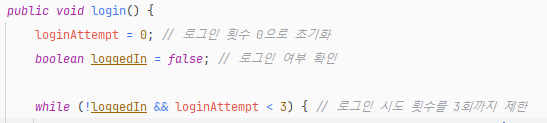 public void login() {
loginAttempt = 0; // 로그인 횟수 0으로 초기화
boolean loggedIn = false; // 로그인 여부 확인
while (!loggedIn && loginAttempt < 3) { // 로그인 시도 횟수를 3회까지 제한